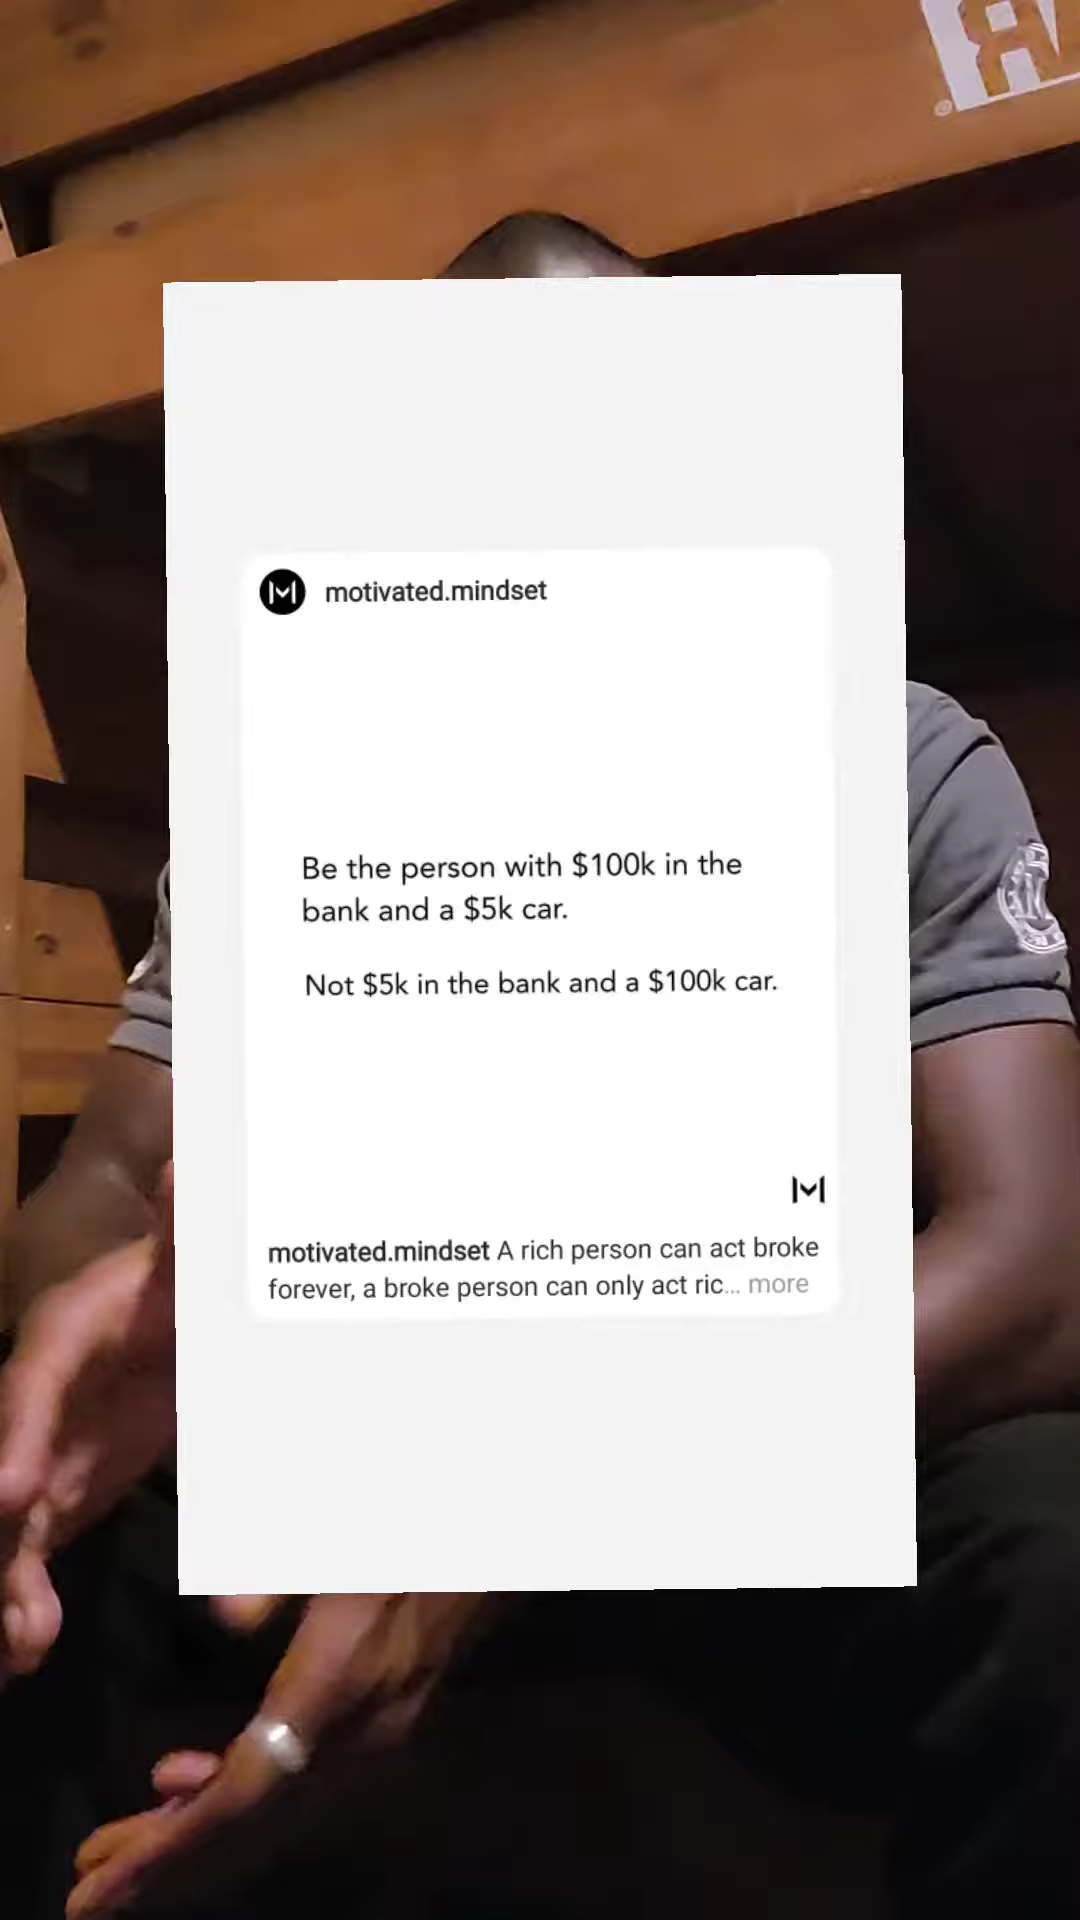 motivated.mindset
Be the person with $100k in the
bank and a $5k car.
Not $5k in the bank and a $100k car.
motivated.mindset A rich person can act broke
forever, a broke person can only act ric... more